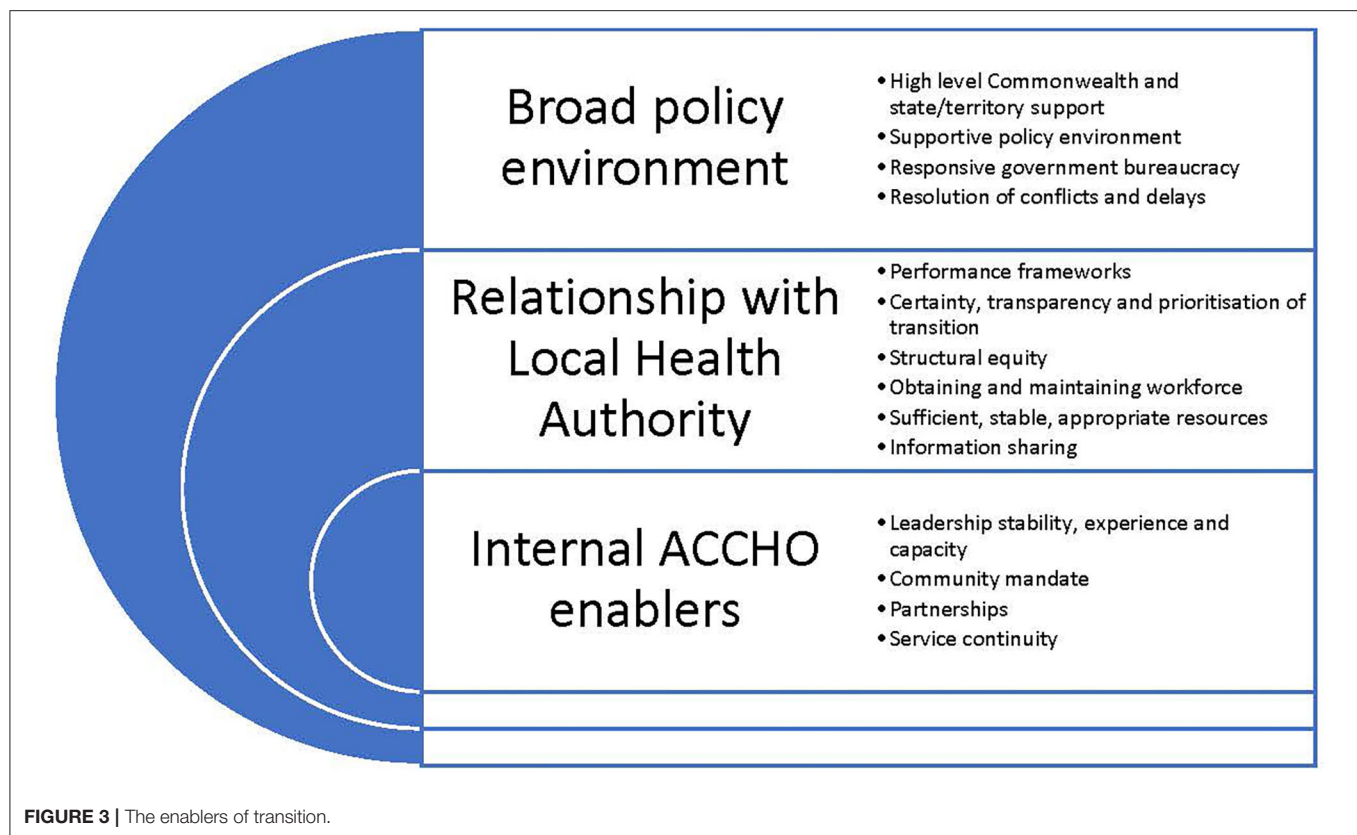 Broad policy
environment
• High level Commonwealth and
state/territory support
• Supportive policy environment
• Responsive government bureaucracy
• Resolution of conflicts and delays
Relationship with
Local Health
Authority
• Performance frameworks
• Certainty, transparency and prioritisation of
transition
• Structural equity
• Obtaining and maintaining workforce
• Sufficient, stable, appropriate resources
• Information sharing
Internal ACCHO
enablers
• Leadership stability, experience and
capacity
• Community mandate
• Partnerships
• Service continuity
FIGURE 3 | The enablers of transition.